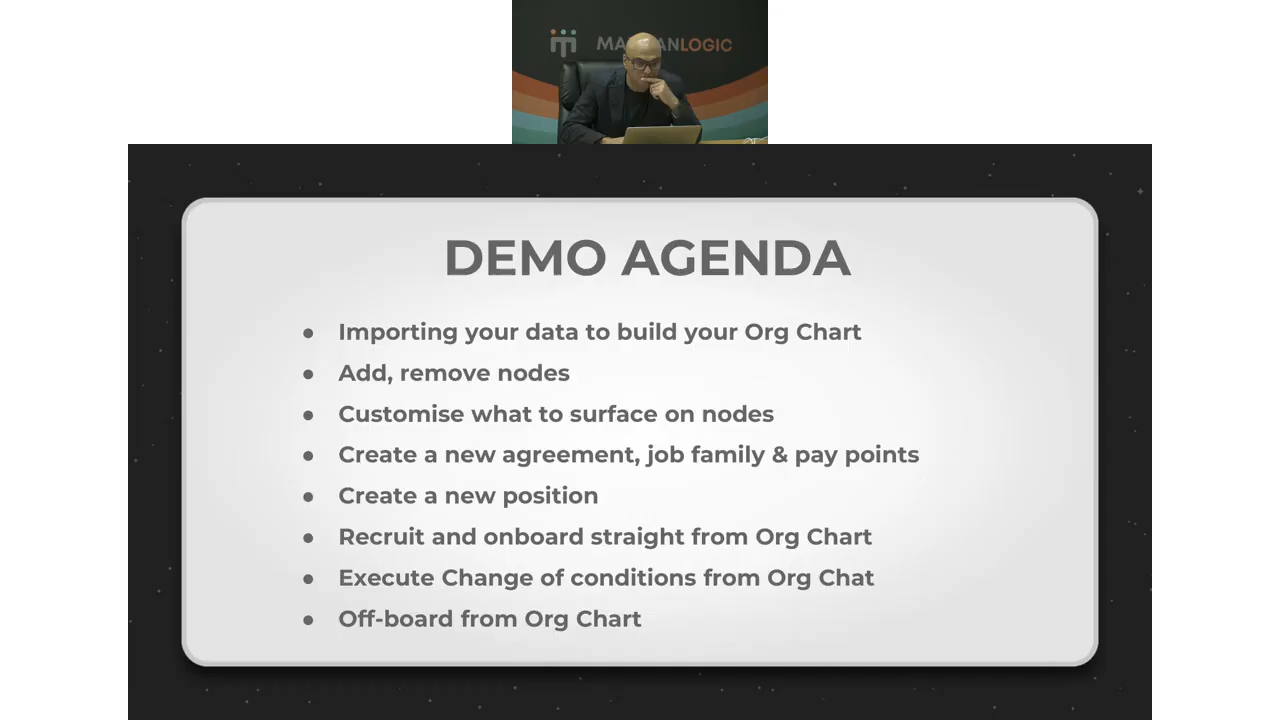 LOGIC
DEMO AGENDA
● Importing your data to build your Org Chart
● Add, remove nodes
● Customise what to surface on nodes
● Create a new agreement, job family & pay points
● Create a new position
● Recruit and onboard straight from Org Chart
● Execute Change of conditions from Org Chat
● Off-board from Org Chart